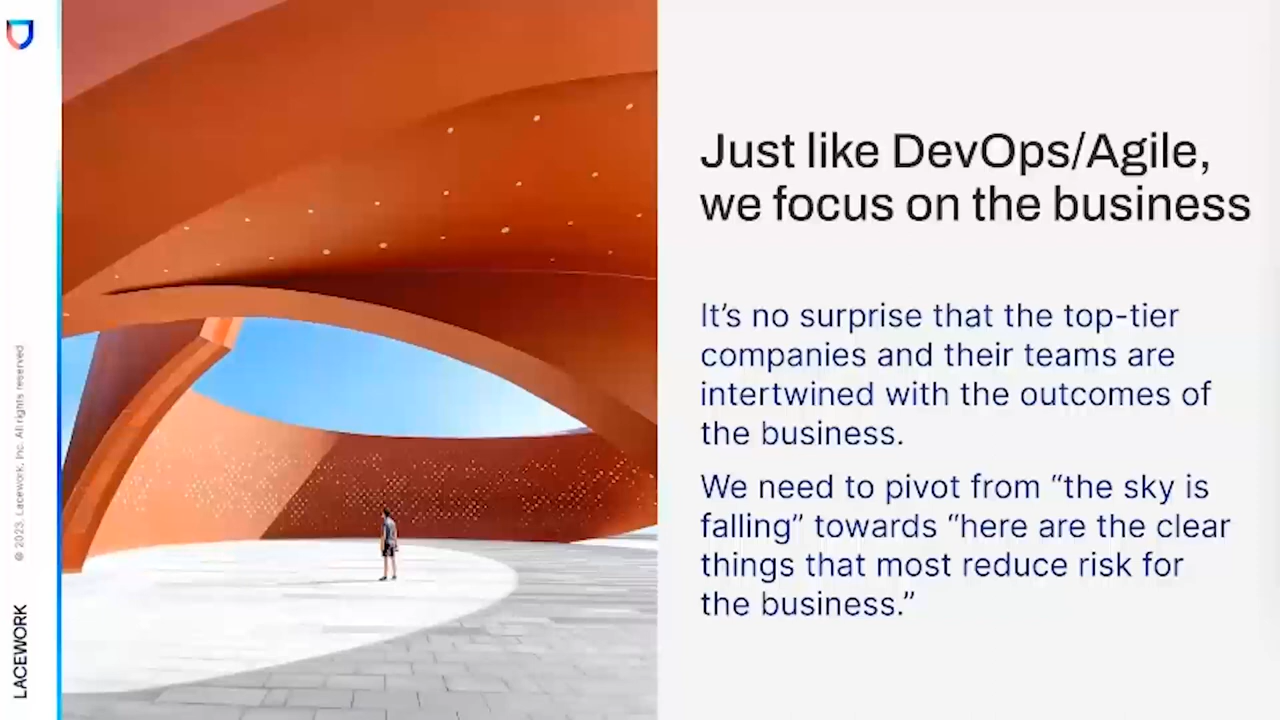 Just like DevOps/Agile,
we focus on the business
It’s no surprise that the top-tier
companies and their teams are
intertwined with the outcomes of
the business.
We need to pivot from “the sky is
falling” towards “here are the clear
things that most reduce risk for
the business.”
© 2023. Lacework, Inc. All rights reserved
LACEWORK